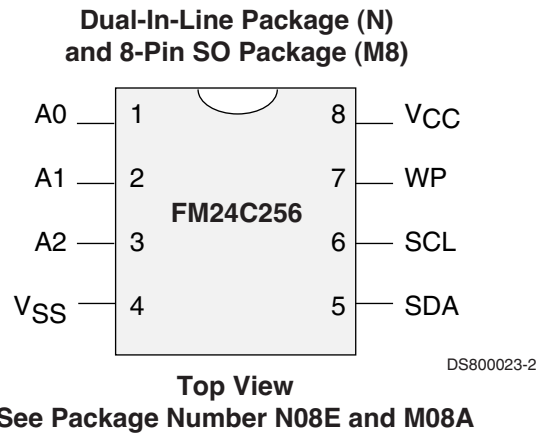 Dual-In-Line Package (N)
and 8-Pin SO Package (M8)
A0 1 8 VCC
A1 2 7 WP
FM24C256
A2 3 6 SCL
VSS 4 5 SDA
DS800023-2
Top View
See Package Number N08E and M08A